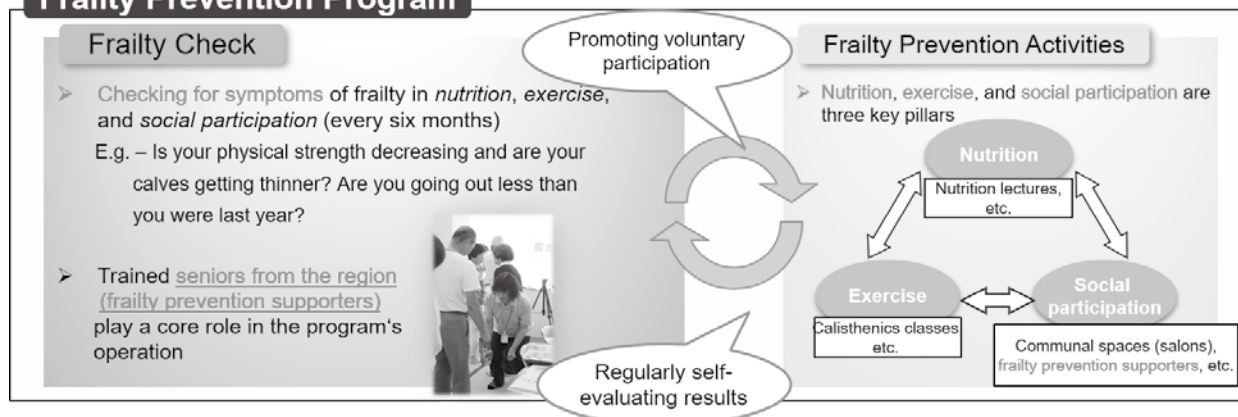 Frailty Prevention Program
Frailty Check
➢ Checking for symptoms of frailty in nutrition, exercise,
and social participation (every six months)
E.g. – Is your physical strength decreasing and are your
calves getting thinner? Are you going out less than
you were last year?
➢ Trained seniors from the region
(frailty prevention supporters)
play a core role in the program's
operation
Promoting voluntary
participation
Regularly self-
evaluating results
Frailty Prevention Activities
➢ Nutrition, exercise, and social participation are
three key pillars
Nutrition
Nutrition lectures,
etc.
Exercise
Calisthenics classes
etc.
Social
participation
Communal spaces (salons),
frailty prevention supporters, etc.